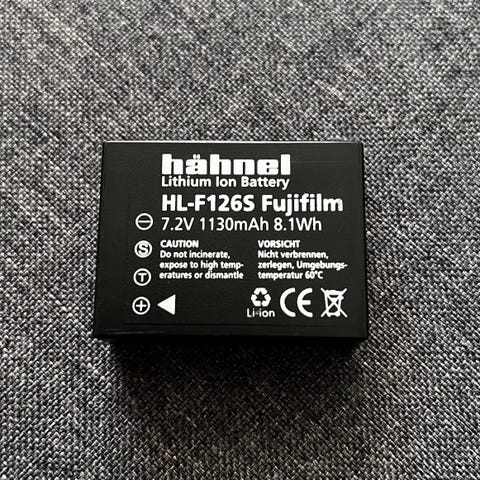 hähnel
Lithium Ion Battery
HL-F126S Fujifilm
7.2V 1130mAh 8.1Wh
CAUTION
Do not incinerate,
expose to high temp-
eratures or dismantle
VORSICHT
Nicht verbrennen,
zerlegen, Umgebungs-
temperatur 60°C
S
T
Li-ion
CE